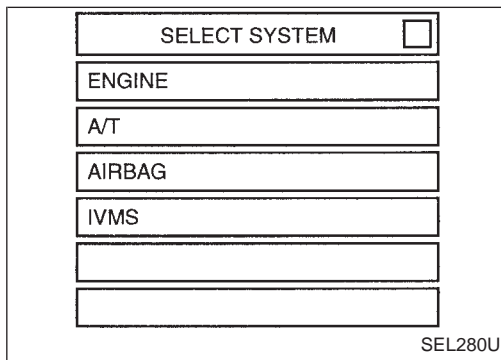 SELECT SYSTEM
ENGINE
A/T
AIRBAG
IVMS
SEL280U